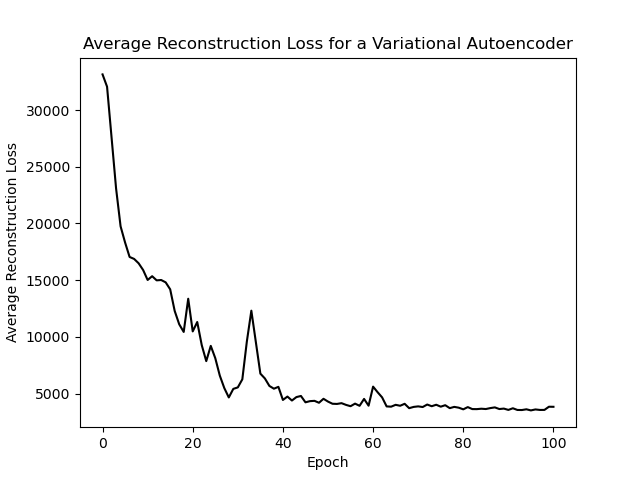 Average Reconstruction Loss for a Variational Autoencoder
Average Reconstruction Loss
30000
25000
20000
15000
10000
5000
0 20 40 60 80 100
Epoch